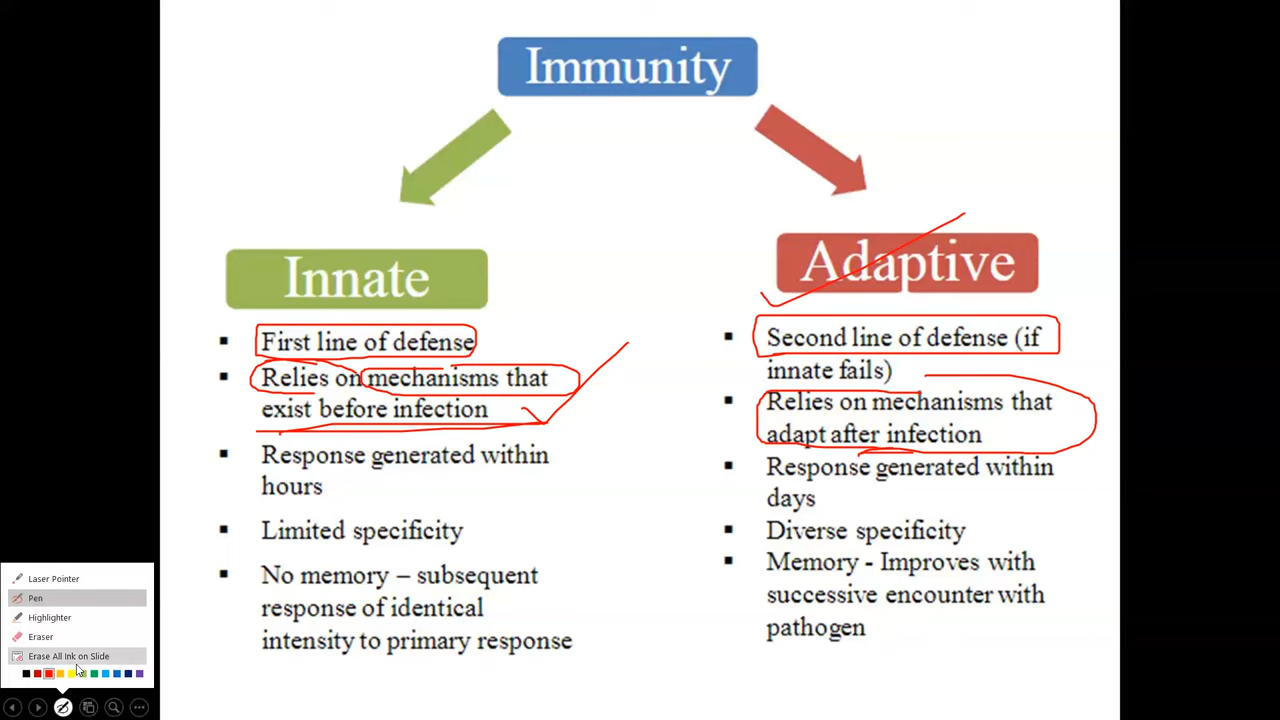 Immunity
Innate
▪ First line of defense
▪ Relies on mechanisms that
exist before infection
▪ Response generated within
hours
▪ Limited specificity
▪ No memory – subsequent
response of identical
intensity to primary response
Adaptive
▪ Second line of defense (if
innate fails)
▪ Relies on mechanisms that
adapt after infection
▪ Response generated within
days
▪ Diverse specificity
▪ Memory - Improves with
successive encounter with
pathogen
Laser Pointer
Pen
Highlighter
Eraser
Erase All Ink on Slide